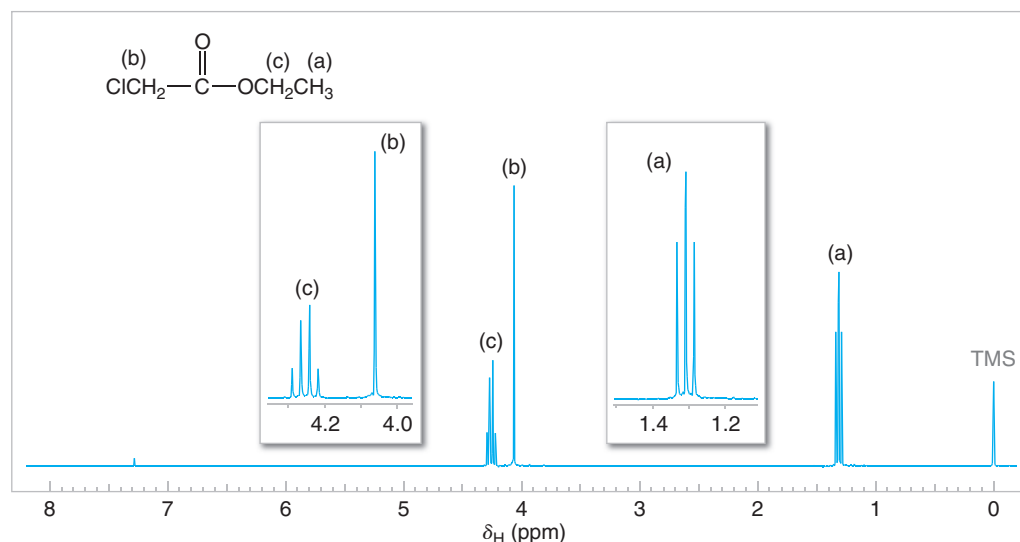 O
(b) (c) (a)
ClCH₂—C—OCH₂CH₃
(b)
(c)
4.2 4.0
(b)
(c)
(a)
1.4 1.2
(a)
TMS
8 7 6 5 4 3 2 1 0
δH (ppm)